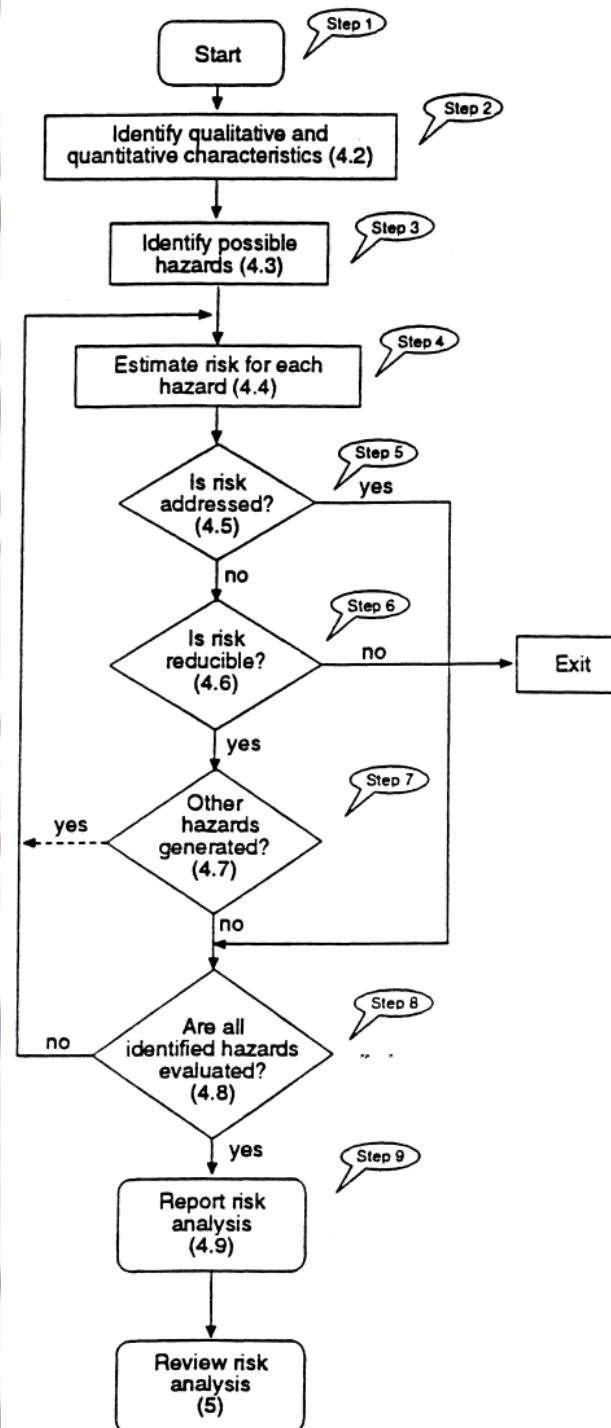 Step 1
Start
Step 2
Identify qualitative and
quantitative characteristics (4.2)
Step 3
Identify possible
hazards (4.3)
Step 4
Estimate risk for each
hazard (4.4)
Step 5
Is risk
addressed?
(4.5)
yes
no
Step 6
Is risk
reducible?
(4.6)
no
Exit
yes
Step 7
Other
hazards
generated?
(4.7)
yes
no
Step 8
Are all
identified hazards
evaluated?
(4.8)
no
yes
Step 9
Report risk
analysis
(4.9)
Review risk
analysis
(5)